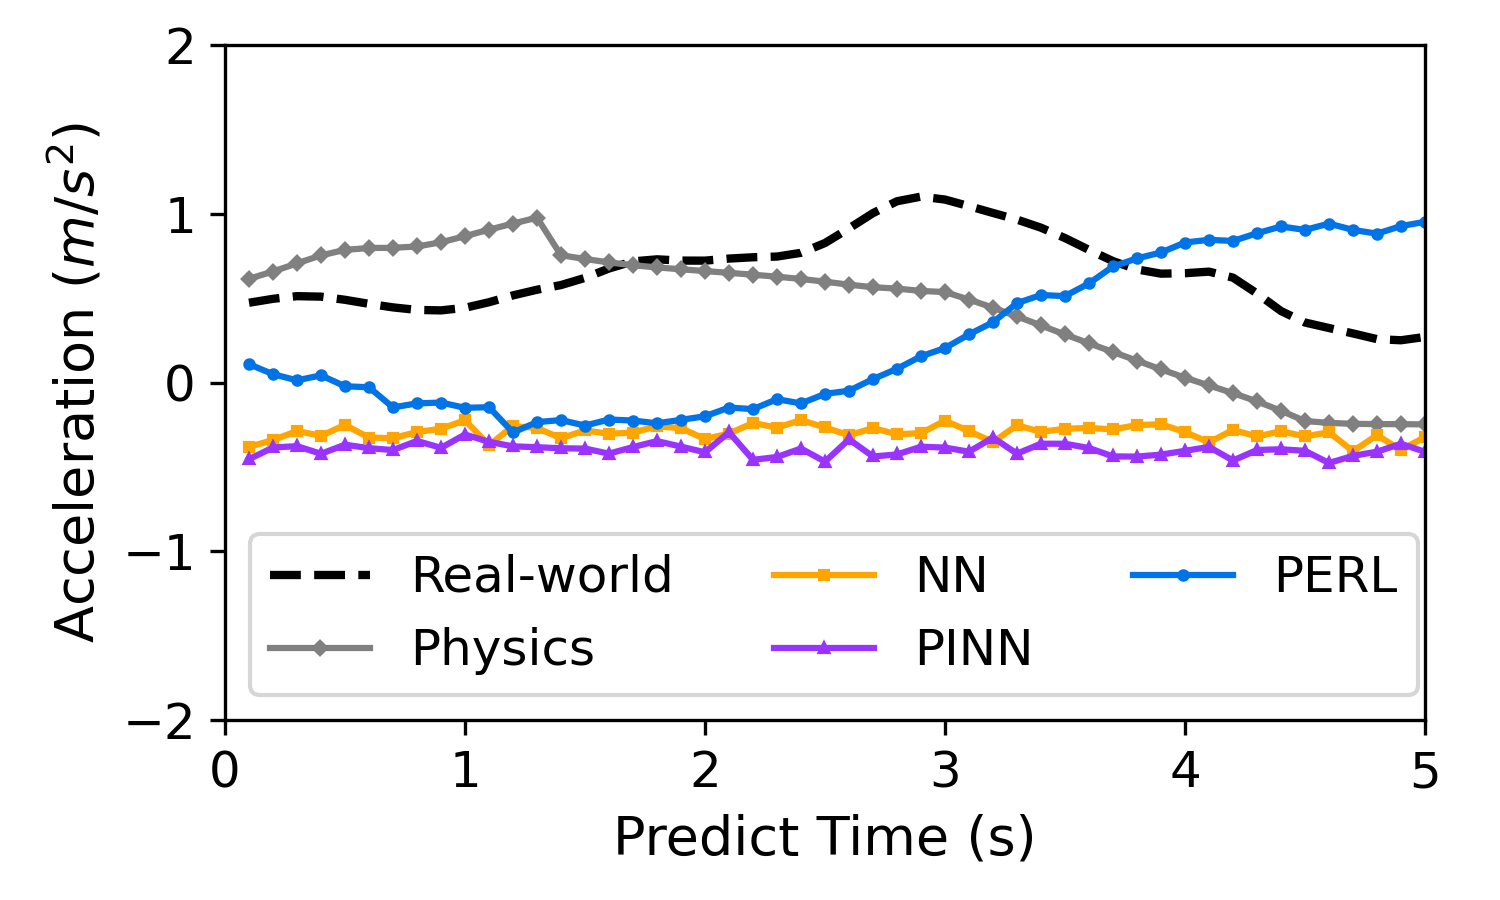 2
1
0
−1
−2
Acceleration (m/s²)
Real-world
NN
PERL
Physics
PINN
0 1 2 3 4 5
Predict Time (s)